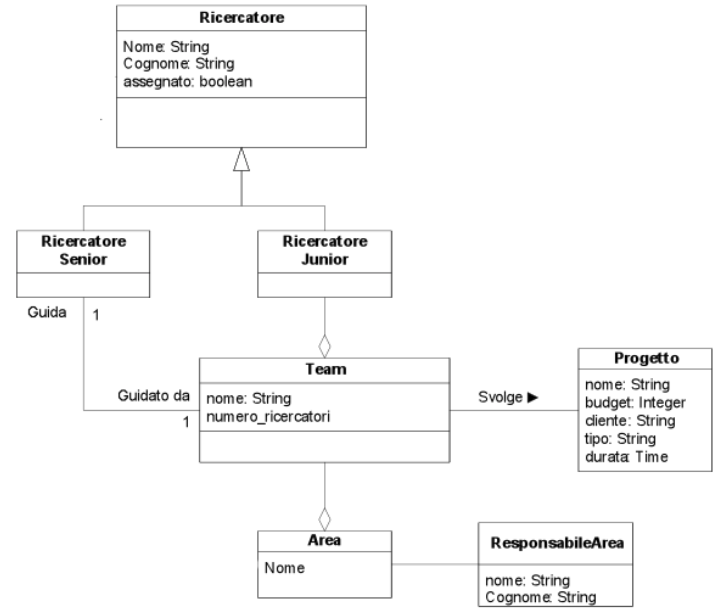 Ricercatore
Nome: String
Cognome: String
assegnato: boolean
Ricercatore
Senior
Ricercatore
Junior
Guida
1
Guidato da
1
Team
nome: String
numero_ricercatori
Svolge ▶
Progetto
nome: String
budget: Integer
cliente: String
tipo: String
durata: Time
Area
Nome
ResponsabileArea
nome: String
Cognome: String